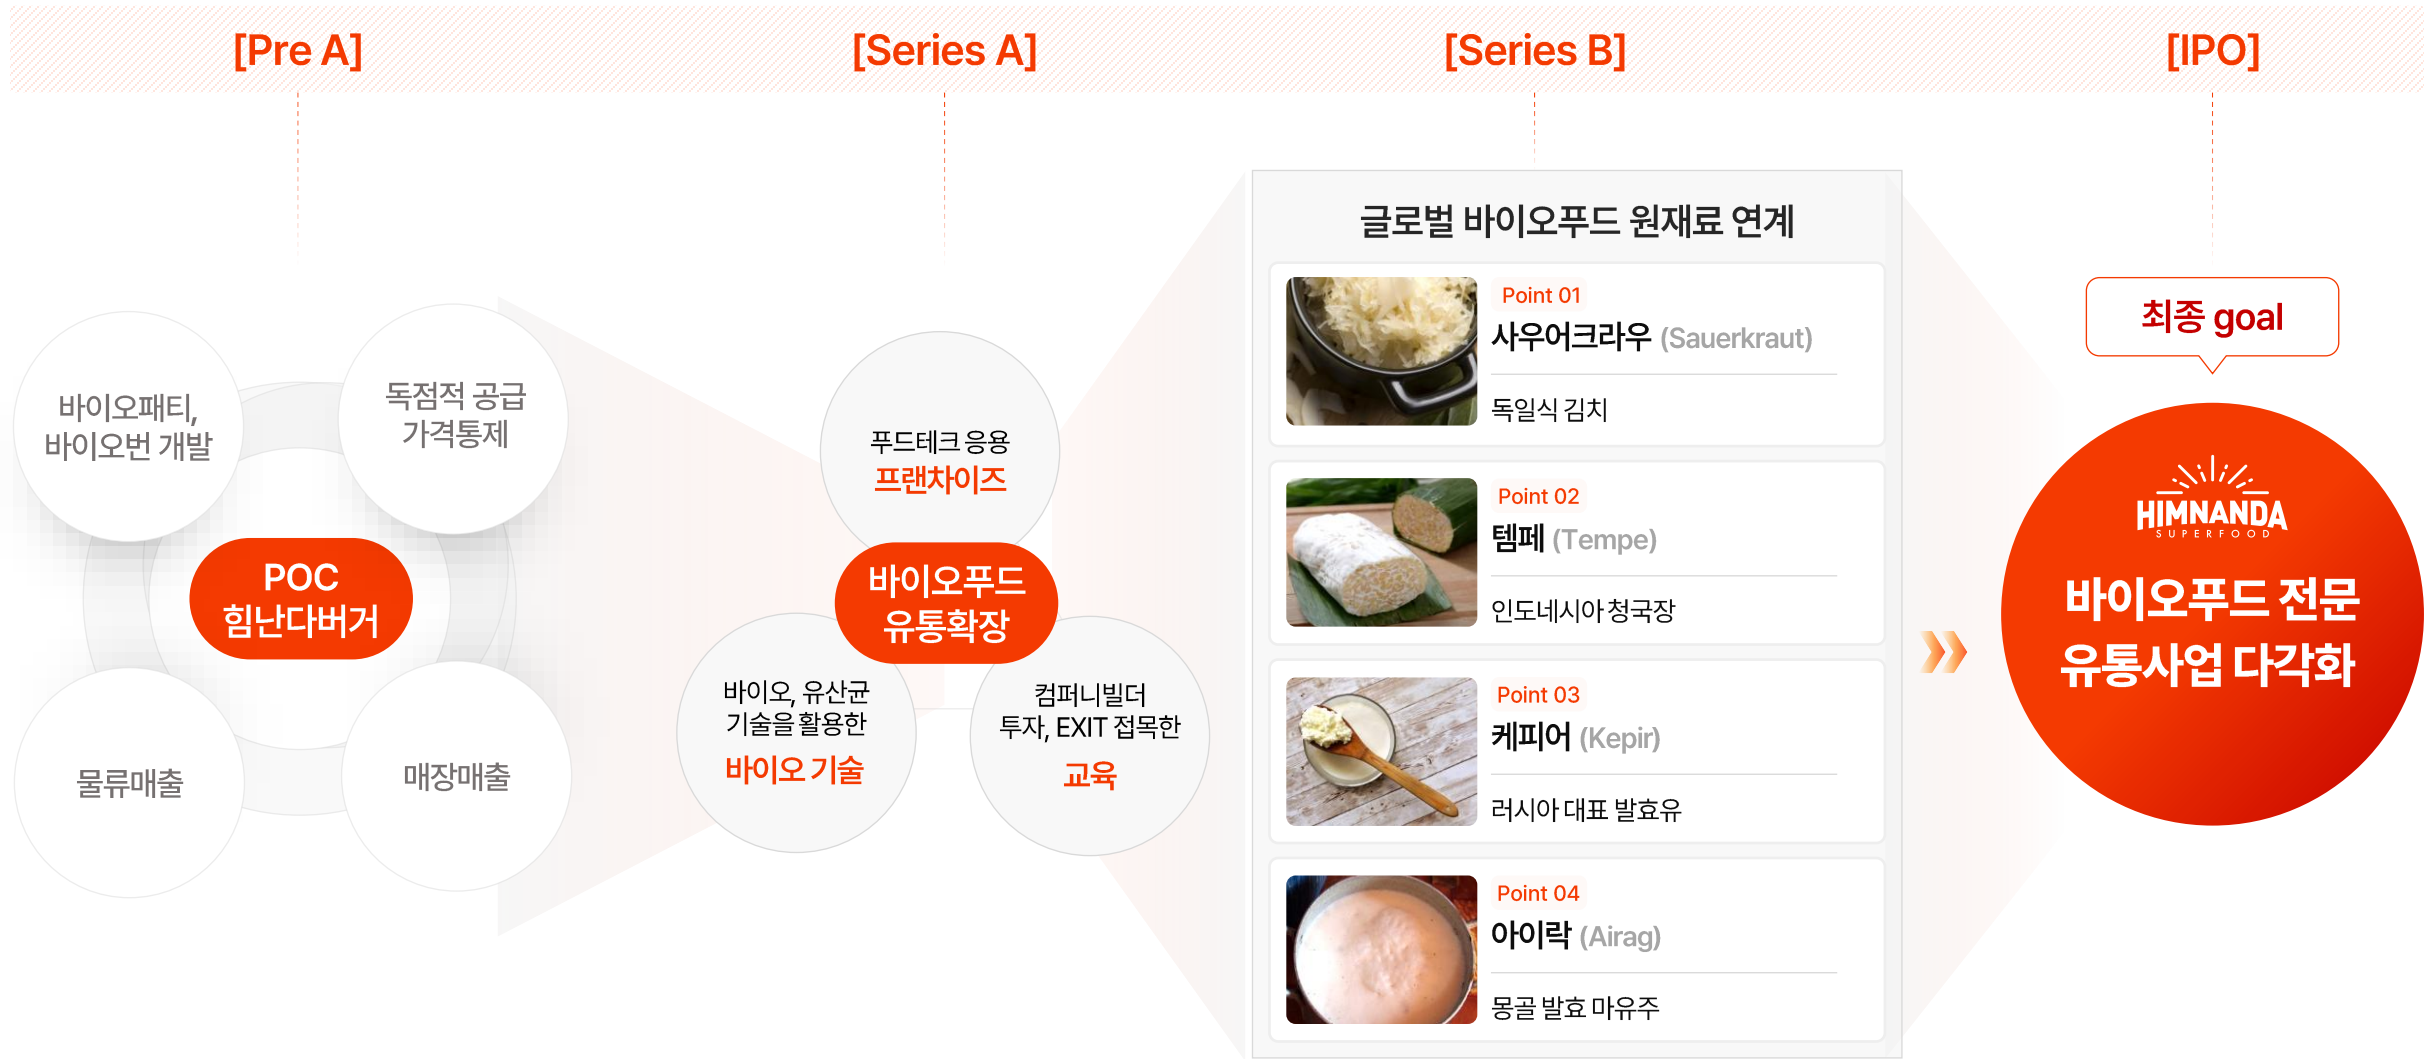 [Pre A]
[Series A]
[Series B]
[IPO]
바이오패티,
바이오번 개발
독점적 공급
가격통제
POC
힘난다버거
물류매출
매장매출
푸드테크 응용
프랜차이즈
바이오푸드
유통확장
바이오, 유산균
기술을 활용한
바이오 기술
컴퍼니빌더
투자, EXIT 접목한
교육
글로벌 바이오푸드 원재료 연계
Point 01
사우어크라우 (Sauerkraut)
독일식 김치
Point 02
템페 (Tempe)
인도네시아 청국장
Point 03
케피어 (Kepir)
러시아 대표 발효유
Point 04
아이락 (Airag)
몽골 발효 마유주
최종 goal
HIMNANDA
SUPERFOOD
바이오푸드 전문
유통사업 다각화